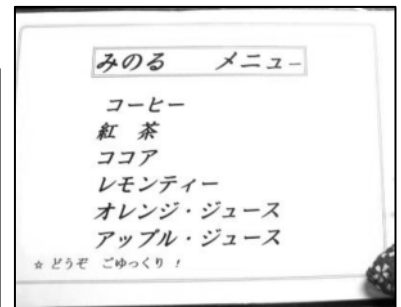 みのる　　メニュー
コーヒー
紅　茶
ココア
レモンティー
オレンジ・ジュース
アップル・ジュース
☆ どうぞ　ごゆっくり ！